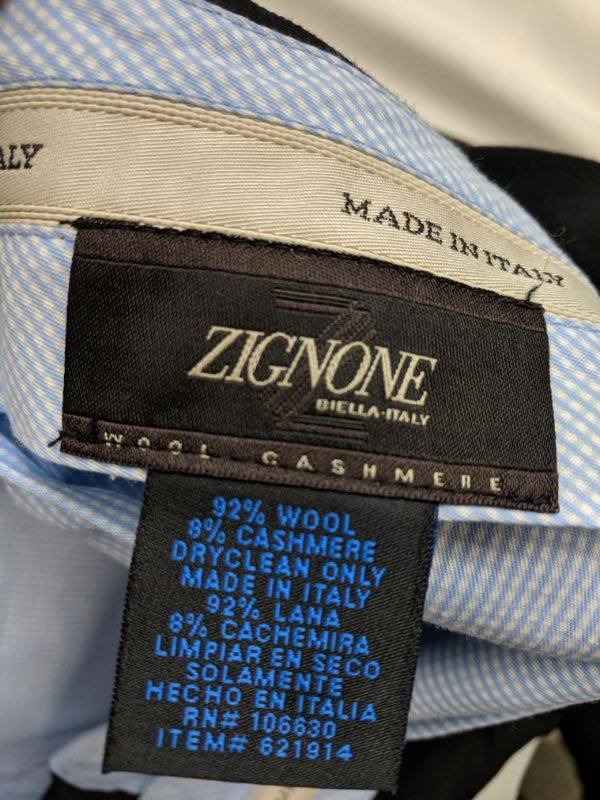 ALY
MADE IN ITALY
ZIGNONE
BIELLA-ITALY
WOOL CASHMERE
92% WOOL
8% CASHMERE
DRYCLEAN ONLY
MADE IN ITALY
92% LANA
8% CACHEMIRA
LIMPIAR EN SECO
SOLAMENTE
HECHO EN ITALIA
RN# 106630
ITEM# 621914
MA